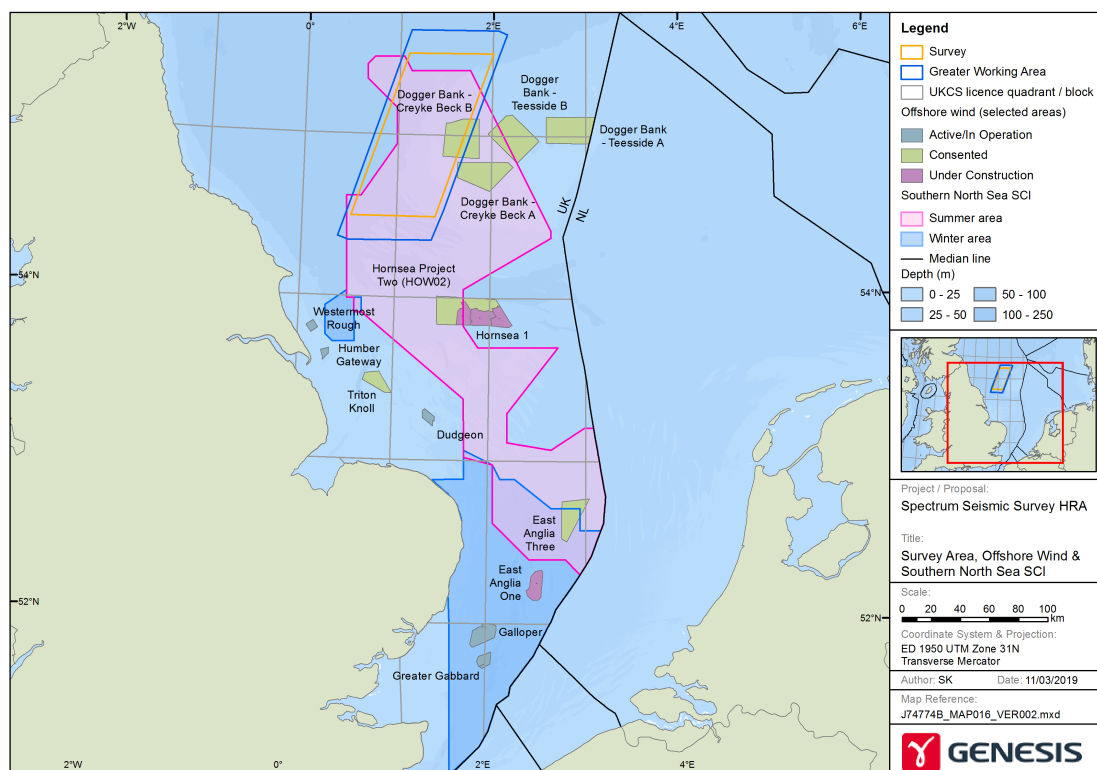 2°W
0°
2°E
4°E
6°E
Dogger Bank -
Creyke Beck B
Dogger
Bank -
Teesside B
Dogger Bank
- Teesside A
Dogger Bank -
Creyke Beck A
UK
NL
54°N
54°N
Hornsea Project
Two (HOW02)
Westermost
Rough
Hornsea 1
Humber
Gateway
Triton
Knoll
Dudgeon
East
Anglia
Three
East
Anglia
One
52°N
52°N
Galloper
Greater Gabbard
2°W
0°
2°E
4°E
Legend
Survey
Greater Working Area
UKCS licence quadrant / block
Offshore wind (selected areas)
Active/In Operation
Consented
Under Construction
Southern North Sea SCI
Summer area
Winter area
Median line
Depth (m)
0 - 25
50 - 100
25 - 50
100 - 250
Project / Proposal:
Spectrum Seismic Survey HRA
Title:
Survey Area, Offshore Wind &
Southern North Sea SCI
Scale:
0 20 40 60 80 100
km
Coordinate System & Projection:
ED 1950 UTM Zone 31N
Transverse Mercator
Author: SK Date: 11/03/2019
Map Reference:
J74774B_MAP016_VER002.mxd
GENESIS